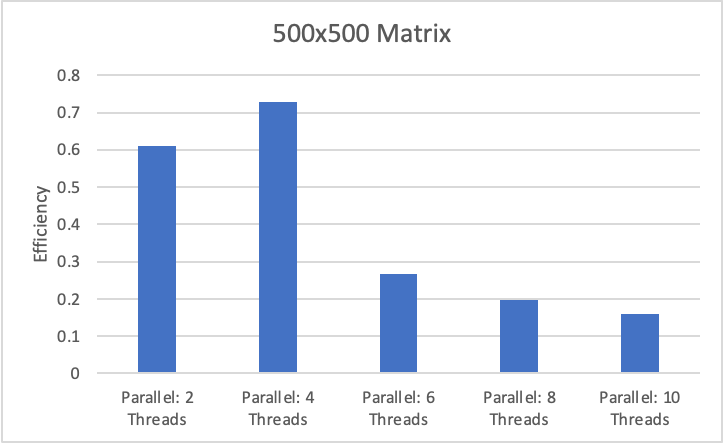 500x500 Matrix
Efficiency
0.8
0.7
0.6
0.5
0.4
0.3
0.2
0.1
0
Parallel: 2
Threads
Parallel: 4
Threads
Parallel: 6
Threads
Parallel: 8
Threads
Parallel: 10
Threads